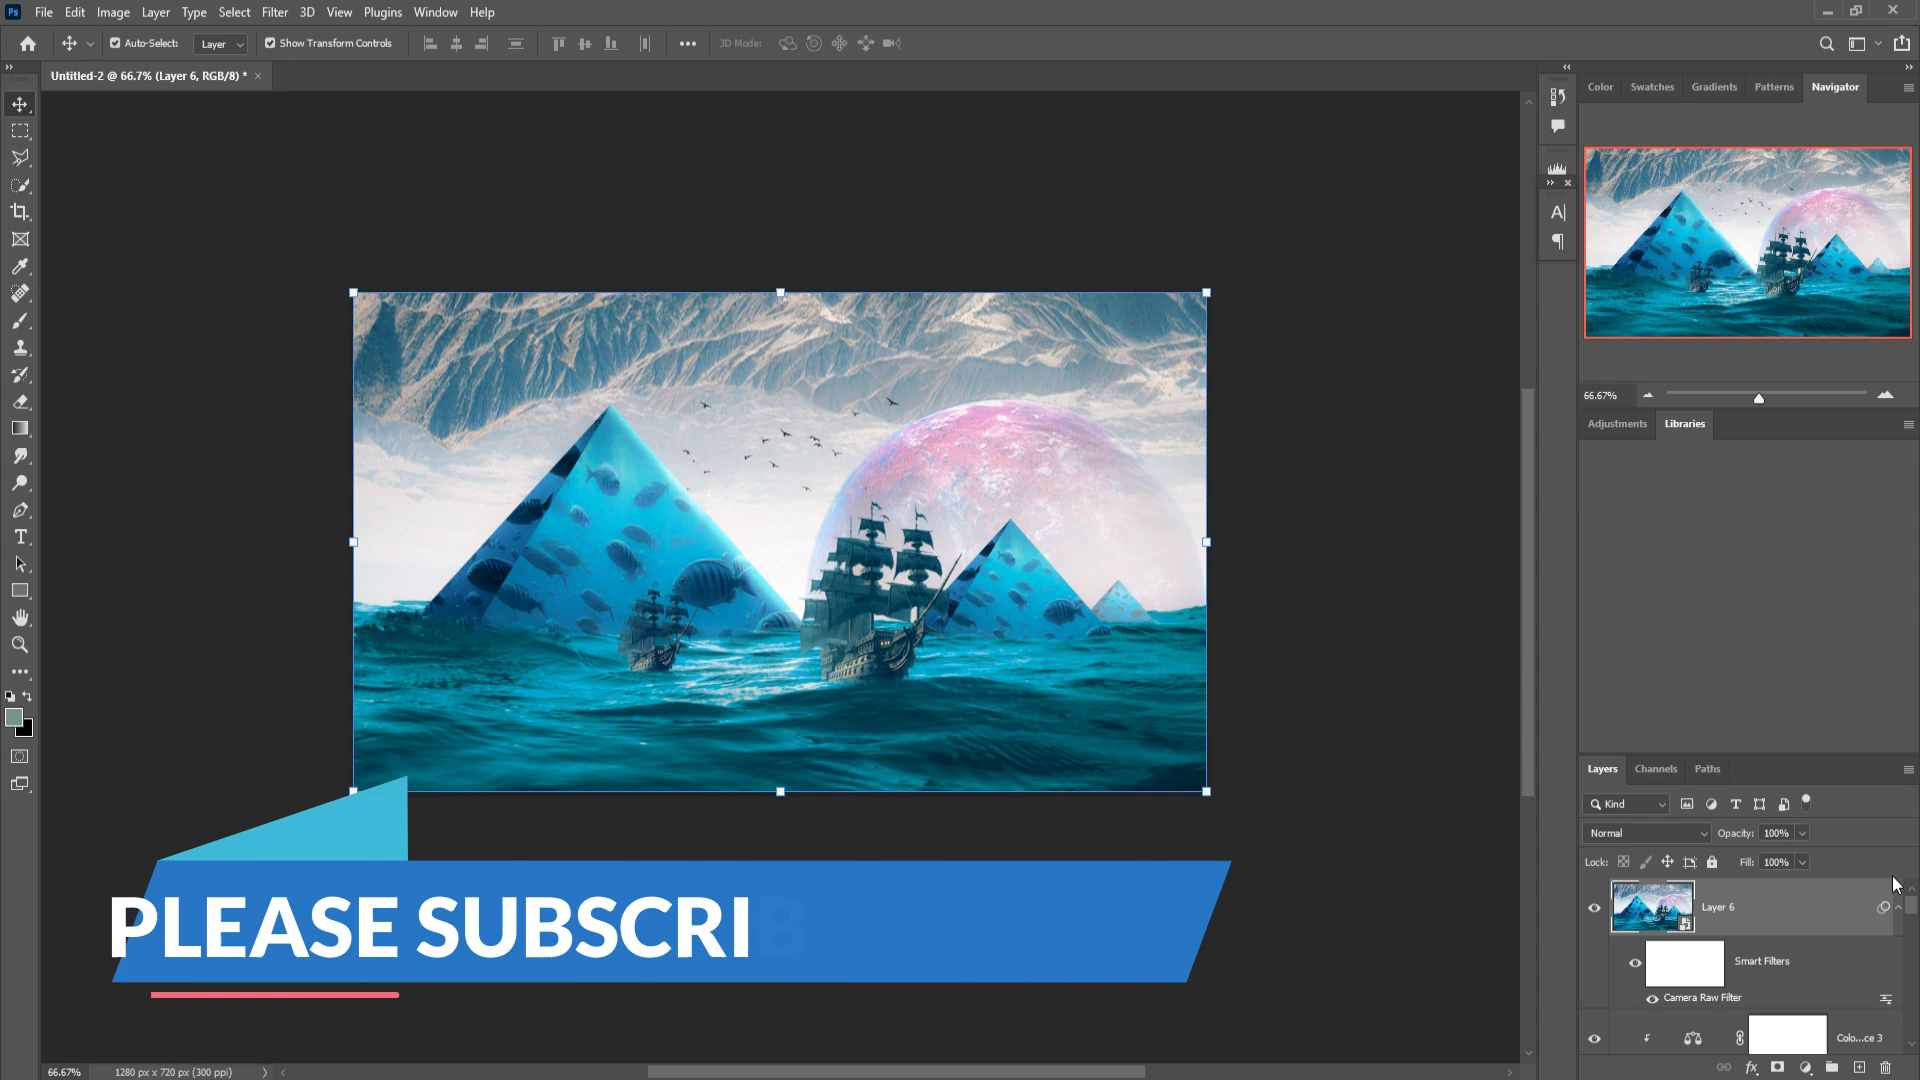 Ps File Edit Image Layer Type Select Filter 3D View Plugins Window Help
Auto-Select: Layer Show Transform Controls 3D Mode:
Untitled-2 @ 66.7% (Layer 6, RGB/8) *
Color Swatches Gradients Patterns Navigator
66.67%
Adjustments Libraries
Layers Channels Paths
Kind
Normal Opacity: 100%
Lock: Fill: 100%
Layer 6
Smart Filters
Camera Raw Filter
Colo...ce 3
PLEASE SUBSCRIB
66.67% 1280 px x 720 px (300 ppi)